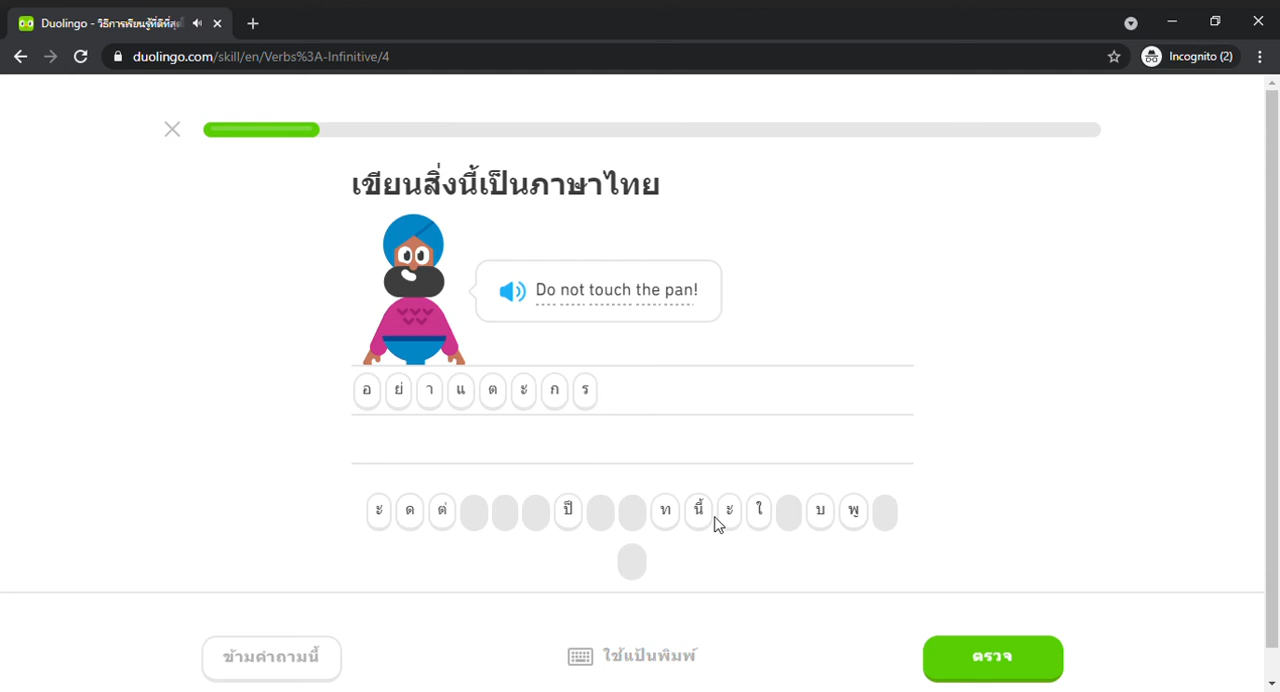 Duolingo - วิธีการเรียนรู้ที่ดีที่สุด
duolingo.com/skill/en/Verbs%3A-Infinitive/4
Incognito (2)
เขียนสิ่งนี้เป็นภาษาไทย
Do not touch the pan!
อ ย่ า แ ต ะ ก ร
ะ ด ต่ ปี ท นี้ ะ ใ บ พู
ข้ามคำถามนี้
ใช้แป้นพิมพ์
ตรวจ